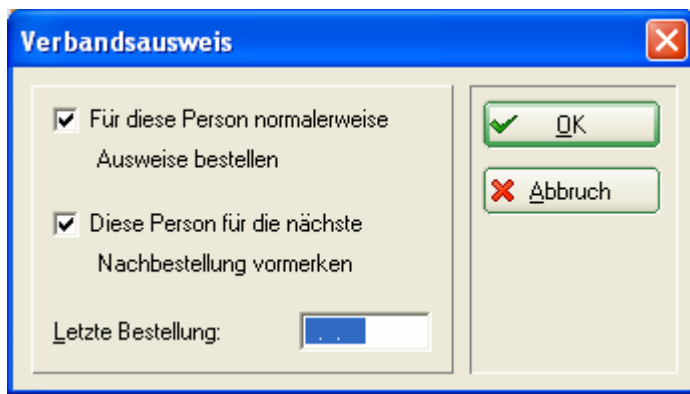 Verbandsausweis
Für diese Person normalerweise
Ausweise bestellen
Diese Person für die nächste
Nachbestellung vormerken
Letzte Bestellung: . .
OK
Abbruch